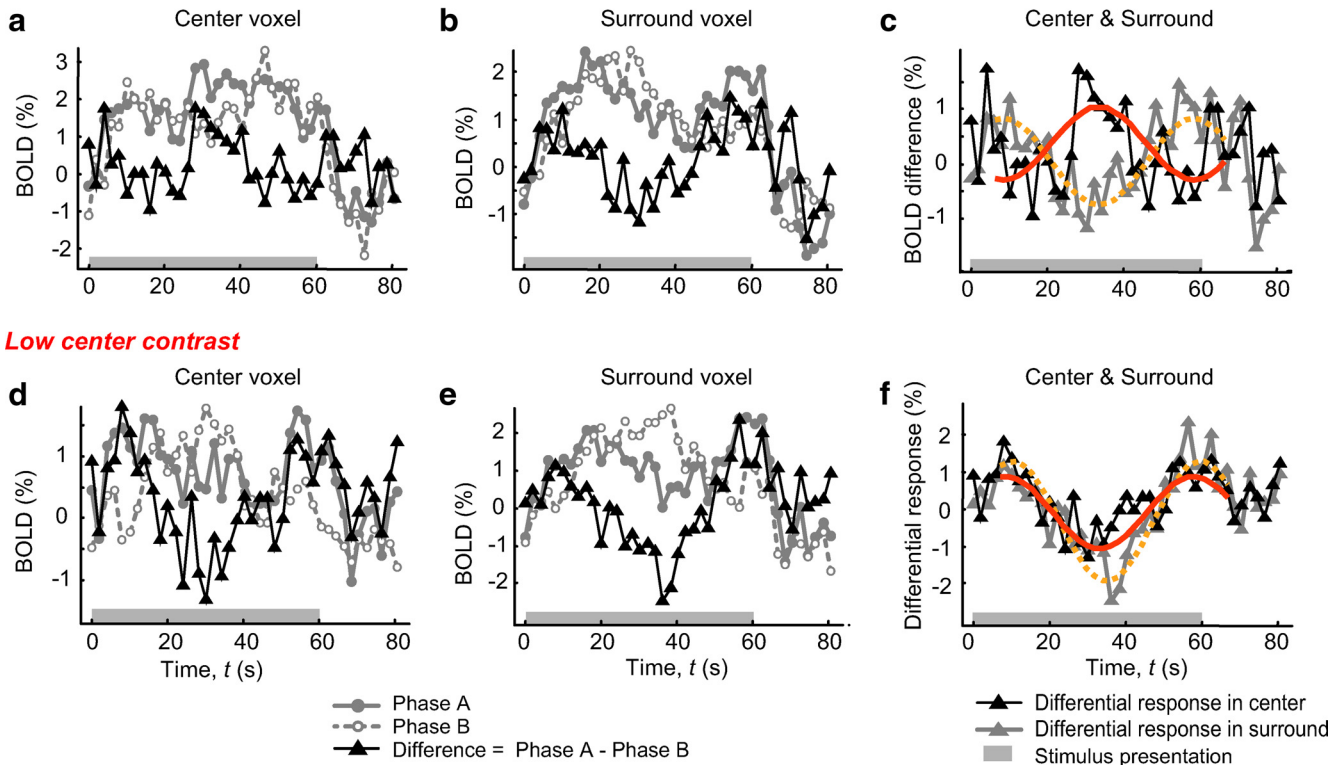 a
Center voxel
b
Surround voxel
c
Center & Surround
BOLD (%)
3
2
1
0
-1
-2
0 20 40 60 80
BOLD (%)
2
1
0
-1
0 20 40 60 80
BOLD difference (%)
1
0
-1
0 20 40 60 80
Low center contrast
d
Center voxel
e
Surround voxel
f
Center & Surround
BOLD (%)
1
0
-1
0 20 40 60 80
Time, t (s)
BOLD (%)
2
1
0
-1
-2
0 20 40 60 80
Differential response (%)
2
1
0
-1
-2
0 20 40 60 80
Time, t (s)
Phase A
Phase B
Difference = Phase A - Phase B
Differential response in center
Differential response in surround
Stimulus presentation